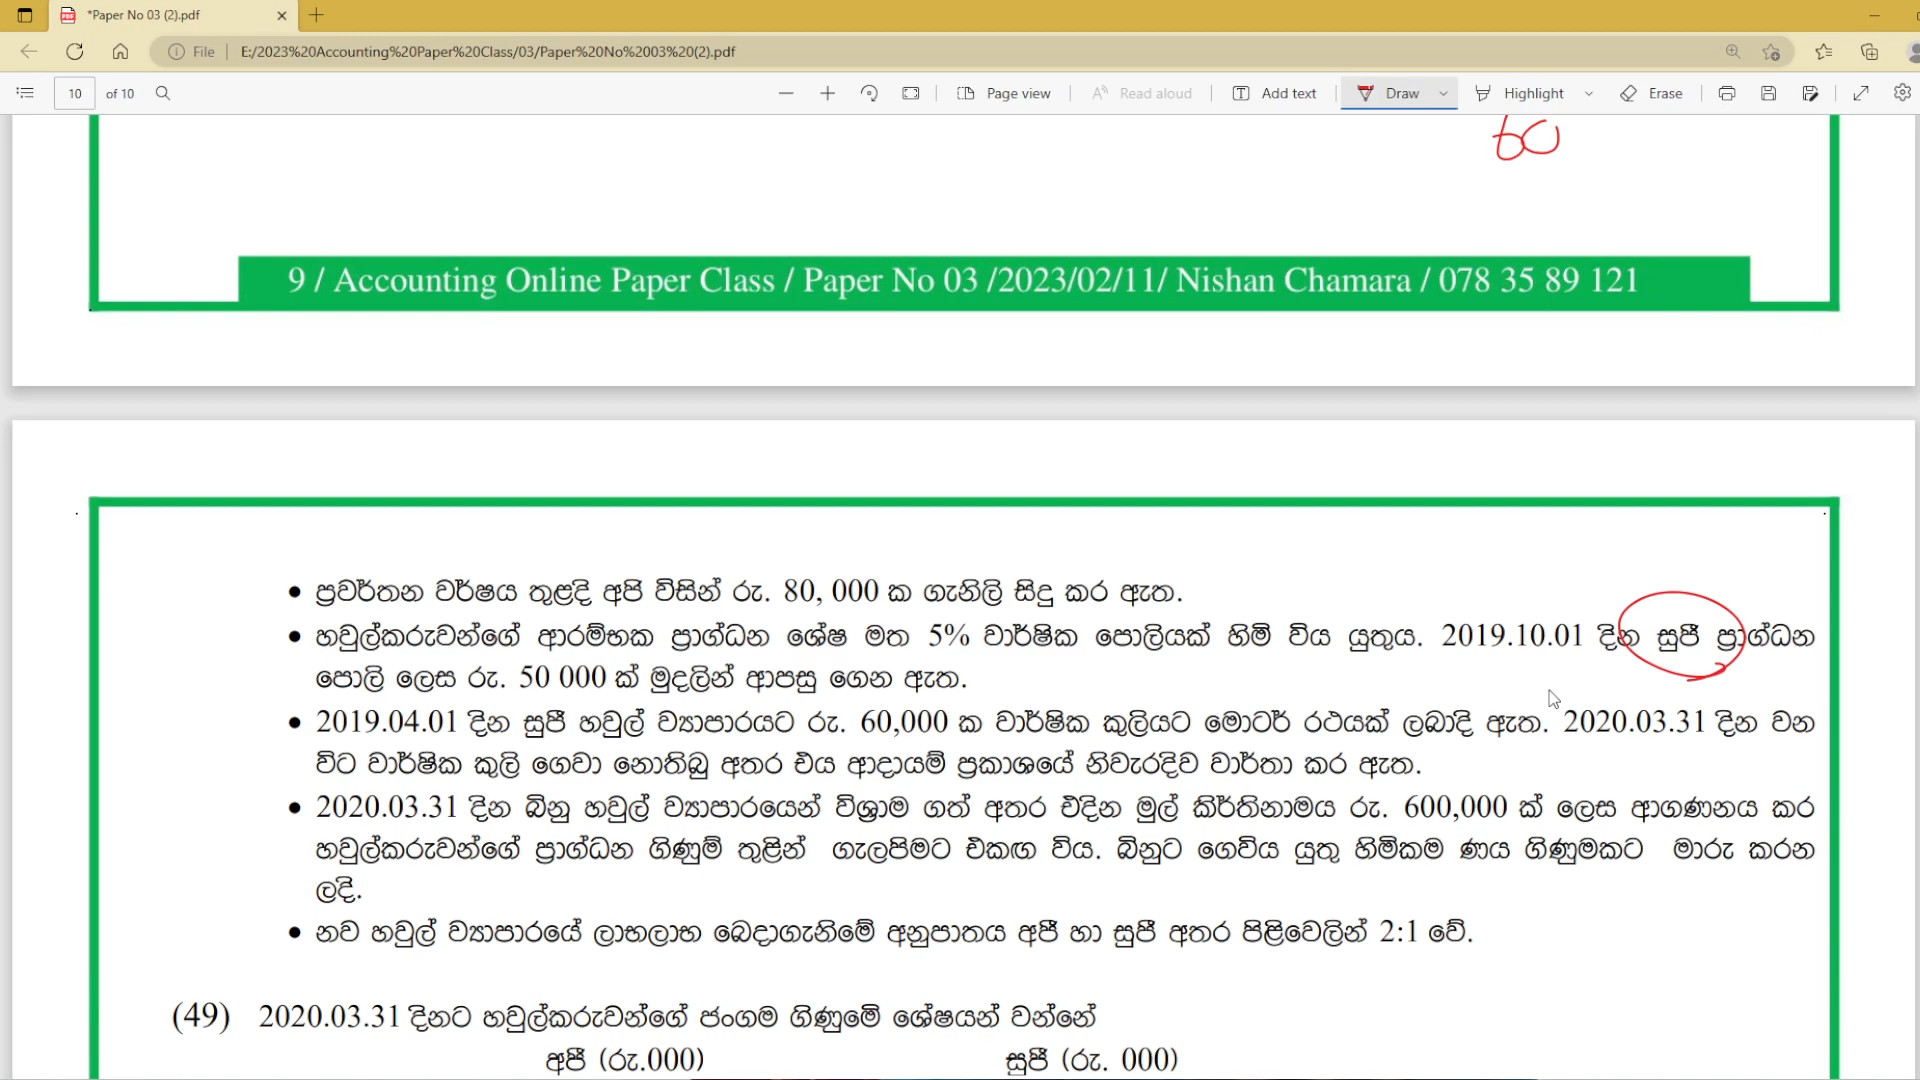 *Paper No 03 (2).pdf
File E:/2023%20Accounting%20Paper%20Class/03/Paper%20No%2003%20(2).pdf
10 of 10 Page view Read aloud Add text Draw Highlight Erase
60
9 / Accounting Online Paper Class / Paper No 03 /2023/02/11/ Nishan Chamara / 078 35 89 121
• ප්‍රවර්තන වර්ෂය තුළදි අපි විසින් රු. 80, 000 ක ගැනිලි සිදු කර ඇත.
• හවුල්කරුවන්ගේ ආරම්භක ප්‍රාග්ධන ශේෂ මත 5% වාර්ෂික පොලියක් හිමි විය යුතුය. 2019.10.01 දින සුජී ප්‍රාග්ධන
පොලි ලෙස රු. 50 000 ක් මුදලින් ආපසු ගෙන ඇත.
• 2019.04.01 දින සුජී හවුල් ව්‍යාපාරයට රු. 60,000 ක වාර්ෂික කුලියට මොටර් රථයක් ලබාදි ඇත. 2020.03.31 දින වන
විට වාර්ෂික කුලි ගෙවා නොතිබු අතර එය ආදායම් ප්‍රකාශයේ නිවැරදිව වාර්තා කර ඇත.
• 2020.03.31 දින බිනු හවුල් ව්‍යාපාරයෙන් විශ්‍රාම ගත් අතර එදින මුල් කිර්තිනාමය රු. 600,000 ක් ලෙස ආගණනය කර
හවුල්කරුවන්ගේ ප්‍රාග්ධන ගිණුම් තුළින් ගැලපිමට එකඟ විය. බිනුට ගෙවිය යුතු හිමිකම ණය ගිණුමකට මාරු කරන
ලදි.
• නව හවුල් ව්‍යාපාරයේ ලාභලාභ බෙදාගැනිමේ අනුපාතය අජී හා සුජී අතර පිළිවෙලින් 2:1 වේ.
(49) 2020.03.31 දිනට හවුල්කරුවන්ගේ ජංගම ගිණුමේ ශේෂයන් වන්නේ
අජී (රු.000) සුජී (රු. 000)